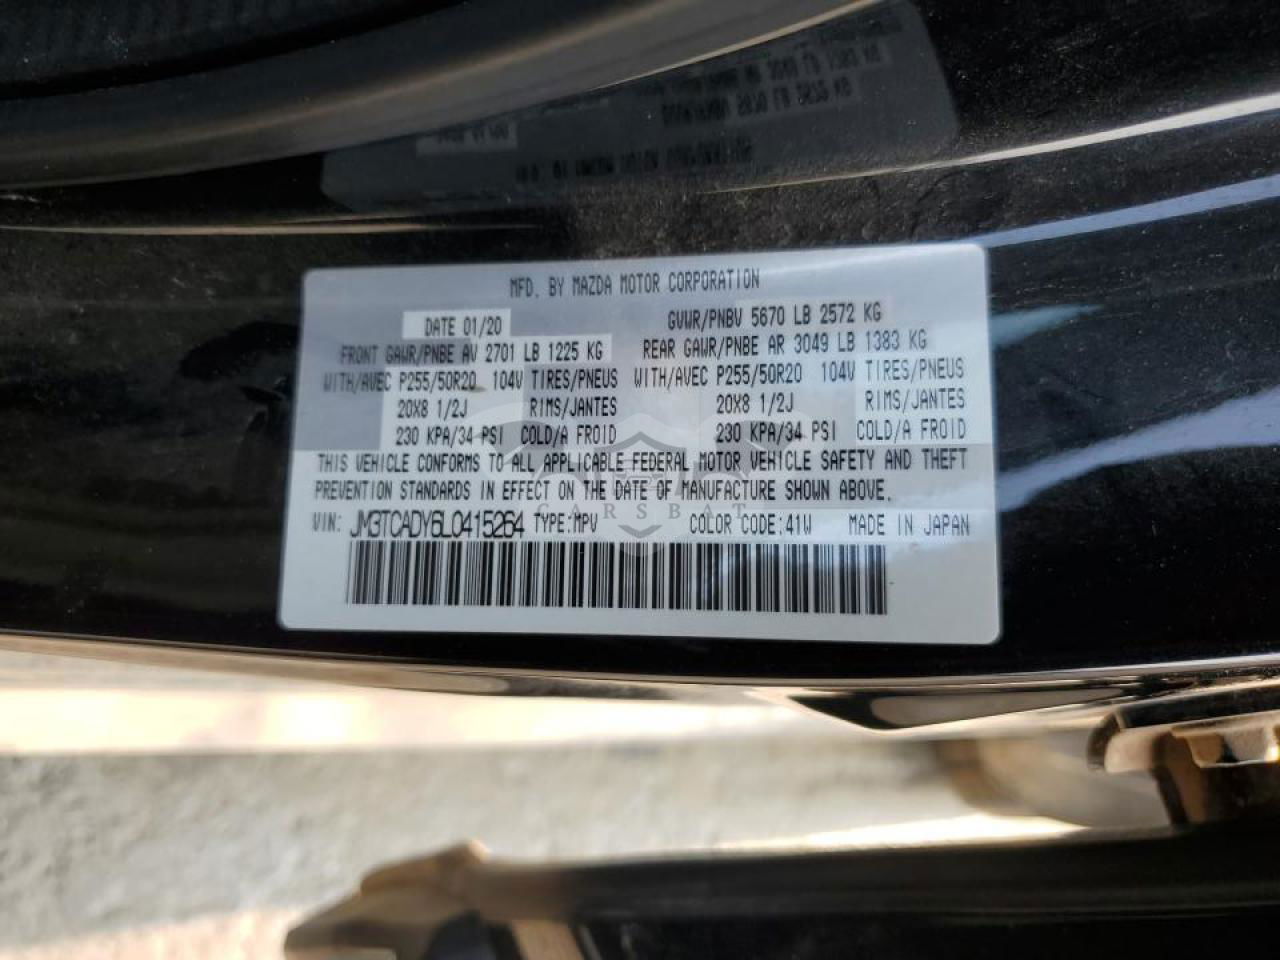 MFD. BY MAZDA MOTOR CORPORATION
DATE 01/20 GVWR/PNBV 5670 LB 2572 KG
FRONT GAWR/PNBE AV 2701 LB 1225 KG REAR GAWR/PNBE AR 3049 LB 1383 KG
WITH/AVEC P255/50R20 104V TIRES/PNEUS WITH/AVEC P255/50R20 104V TIRES/PNEUS
20X8 1/2J RIMS/JANTES 20X8 1/2J RIMS/JANTES
230 KPA/34 PSI COLD/A FROID 230 KPA/34 PSI COLD/A FROID
THIS VEHICLE CONFORMS TO ALL APPLICABLE FEDERAL MOTOR VEHICLE SAFETY AND THEFT
PREVENTION STANDARDS IN EFFECT ON THE DATE OF MANUFACTURE SHOWN ABOVE.
CARSBAT
VIN: JM3TCADY6L0415264 TYPE:MPV COLOR CODE:41W MADE IN JAPAN